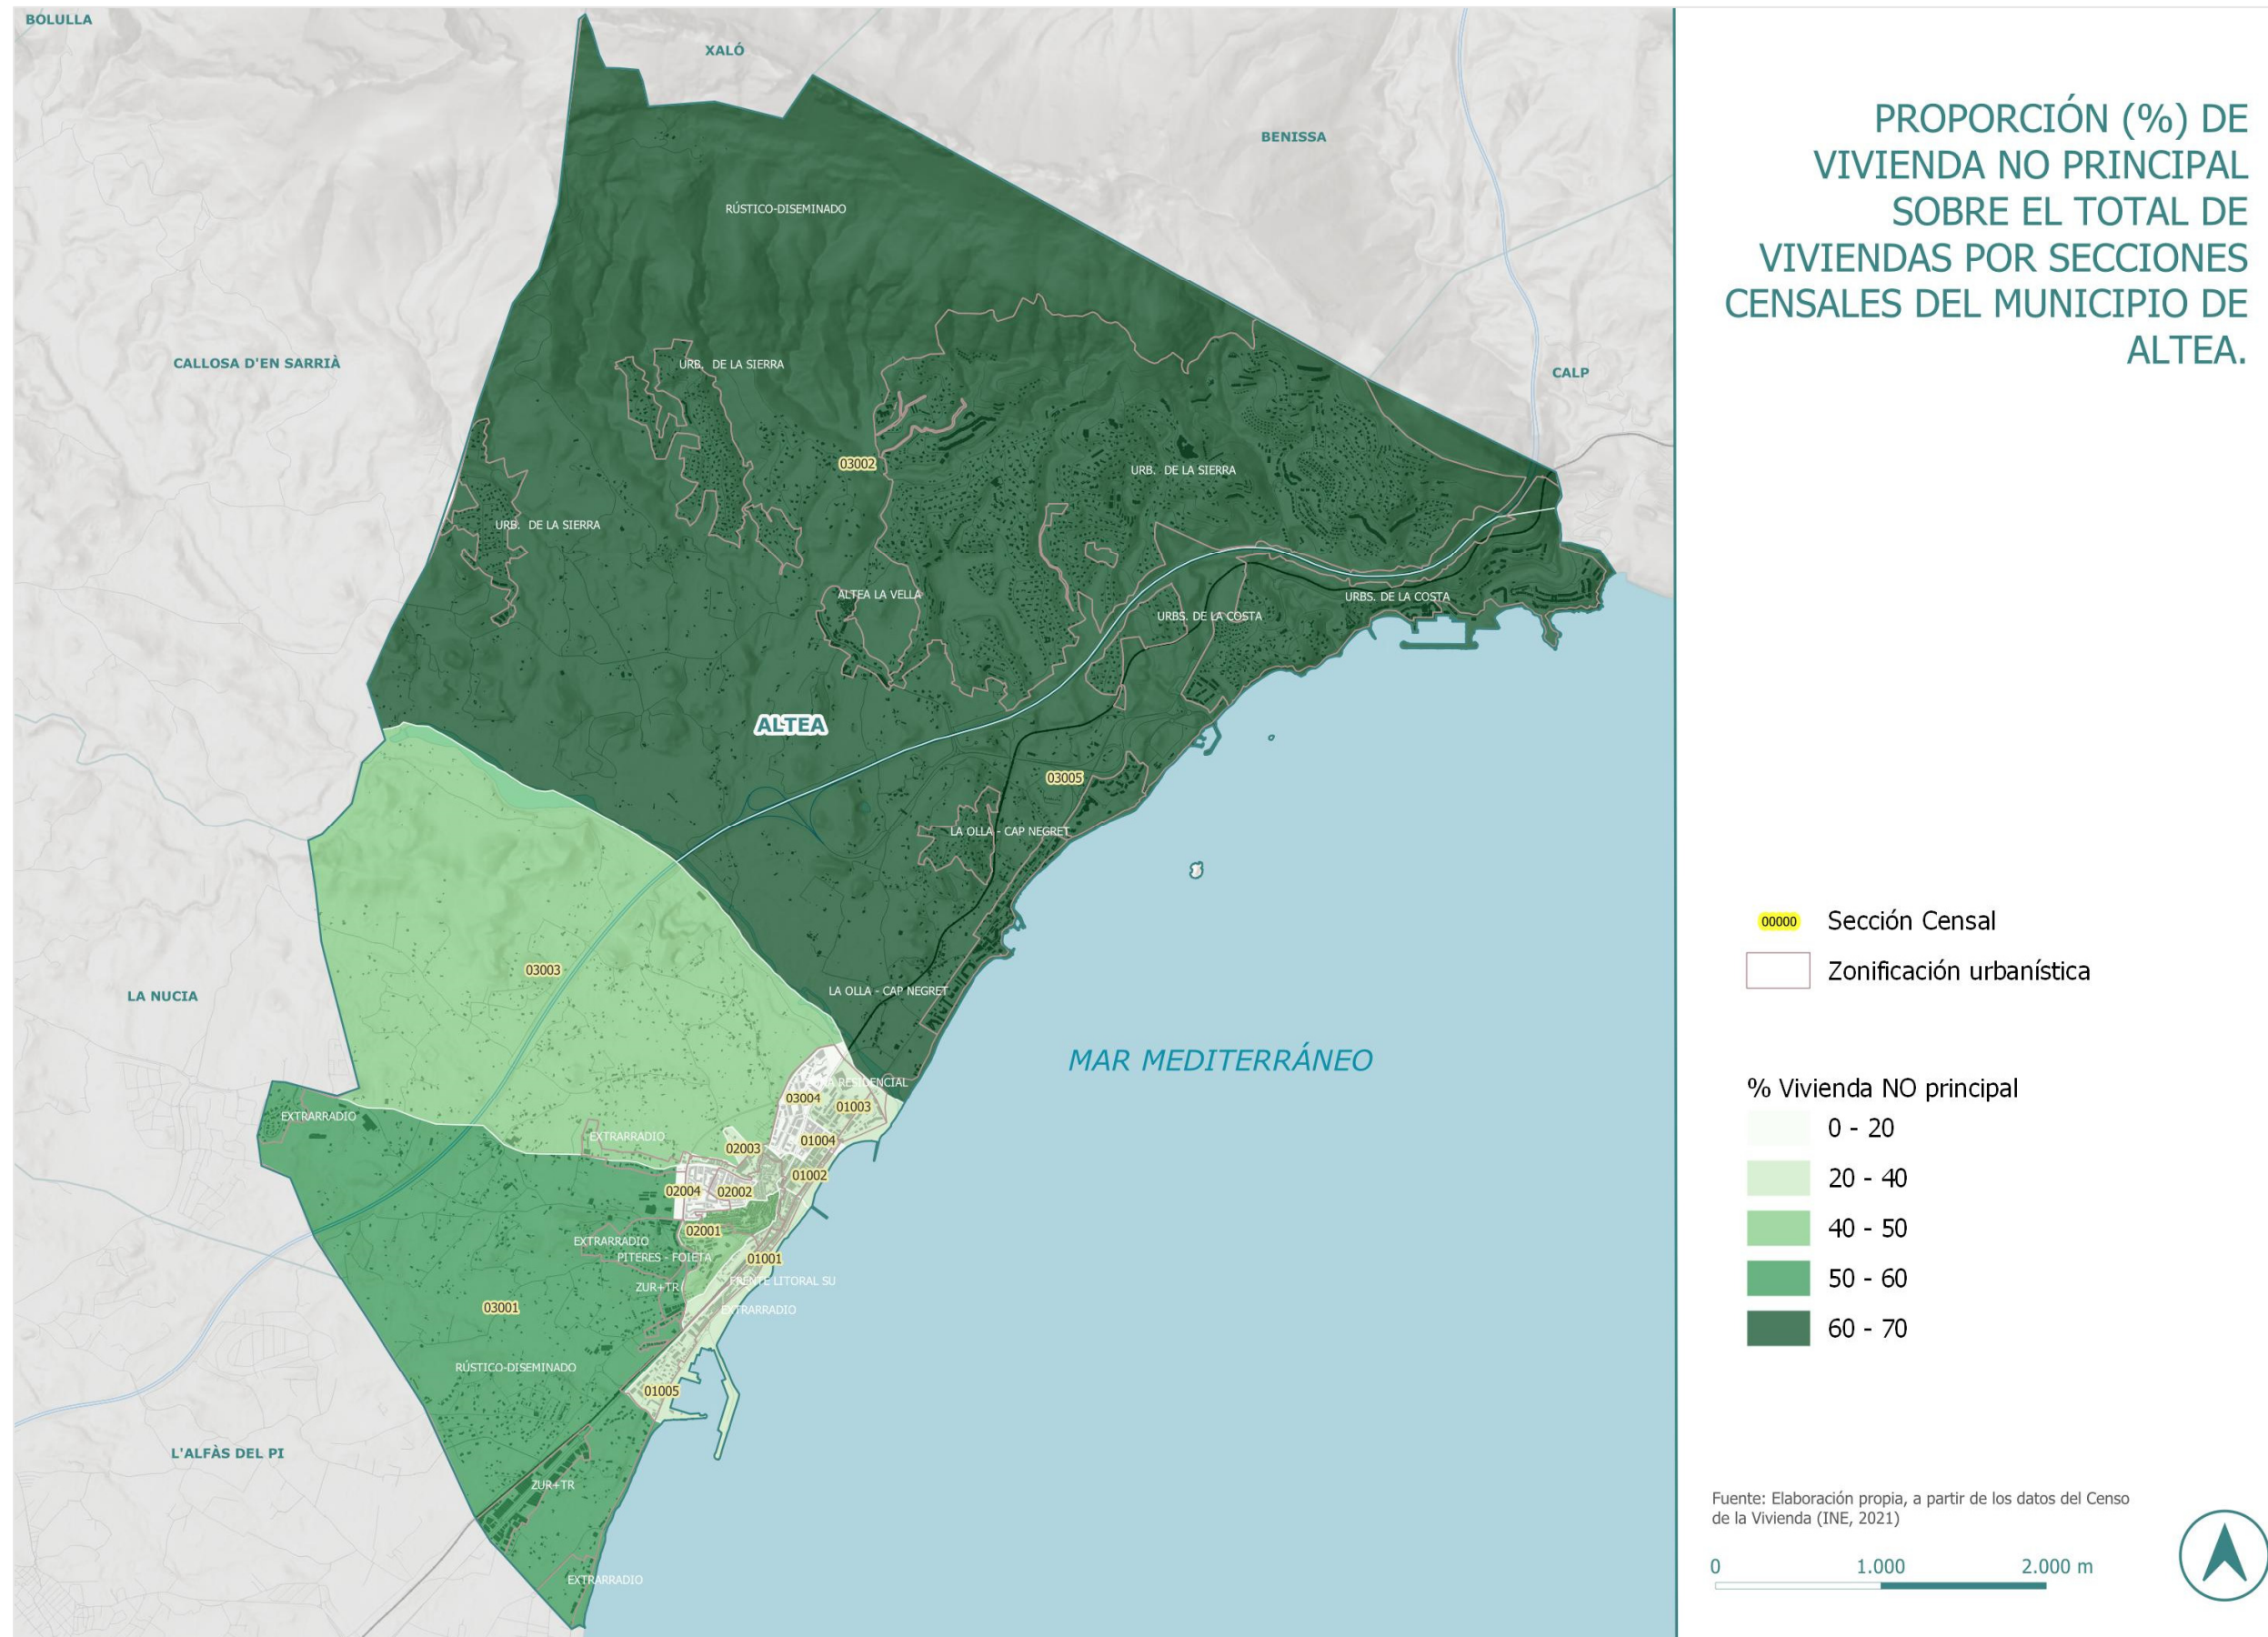 BOLULLA
XALÓ
BENISSA
RÚSTICO-DISEMINADO
CALLOSA D'EN SARRIÀ
URB. DE LA SIERRA
CALP
03002
URB. DE LA SIERRA
URB. DE LA SIERRA
ALTEA LA VELLA
URBS. DE LA COSTA
URBS. DE LA COSTA
ALTEA
03005
LA OLLA - CAP NEGRET
03003
LA NUCIA
LA OLLA - CAP NEGRET
MAR MEDITERRÁNEO
RESIDENCIAL
03004
01003
EXTRARRADIO
EXTRARRADIO
01004
02003
01002
02004
02002
02001
EXTRARRADIO
PITERES - FOIETA
01001
FRENTE LITORAL SU
ZUR+TR
EXTRARRADIO
03001
RÚSTICO-DISEMINADO
01005
L'ALFÀS DEL PI
ZUR+TR
EXTRARRADIO
PROPORCIÓN (%) DE
VIVIENDA NO PRINCIPAL
SOBRE EL TOTAL DE
VIVIENDAS POR SECCIONES
CENSALES DEL MUNICIPIO DE
ALTEA.
00000 Sección Censal
Zonificación urbanística
% Vivienda NO principal
0 - 20
20 - 40
40 - 50
50 - 60
60 - 70
Fuente: Elaboración propia, a partir de los datos del Censo
de la Vivienda (INE, 2021)
0 1.000 2.000 m